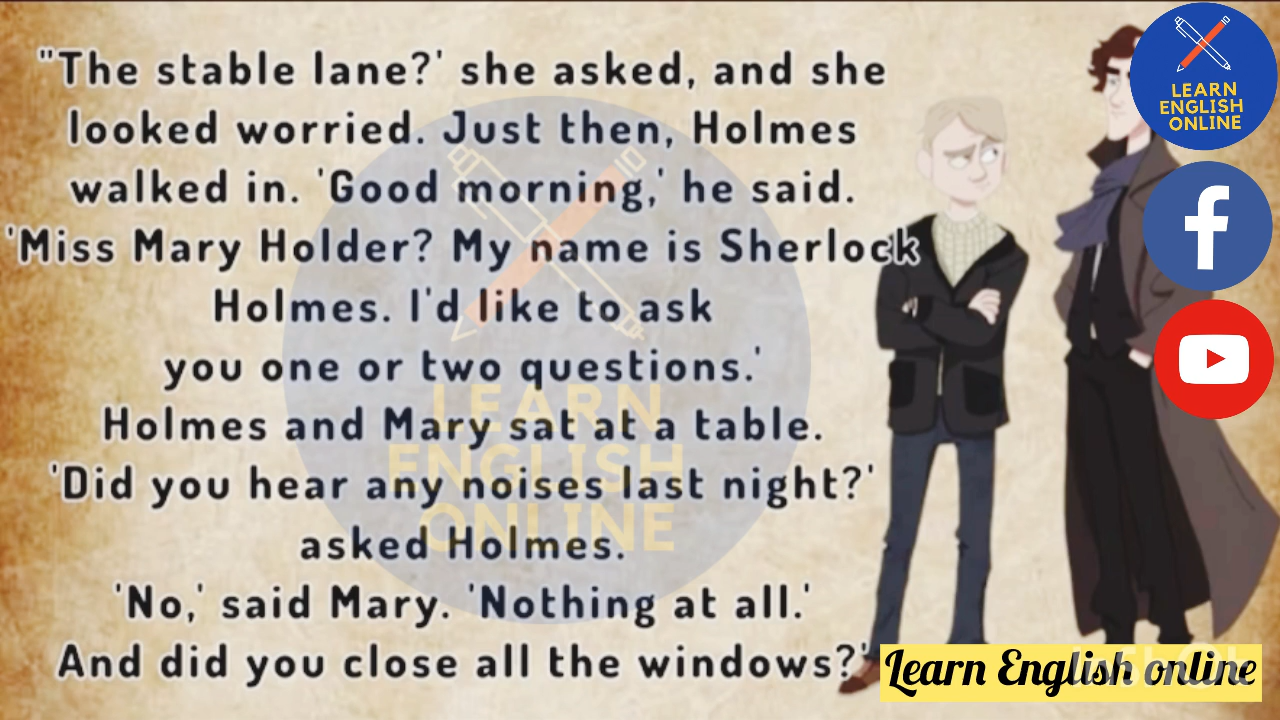 "The stable lane?' she asked, and she
looked worried. Just then, Holmes
walked in. 'Good morning,' he said.
'Miss Mary Holder? My name is Sherlock
Holmes. I'd like to ask
you one or two questions.'
Holmes and Mary sat at a table.
'Did you hear any noises last night?'
asked Holmes.
'No,' said Mary. 'Nothing at all.'
And did you close all the windows?'
LEARN
ENGLISH
ONLINE
LEARN
ENGLISH
ONLINE
f
Learn English online